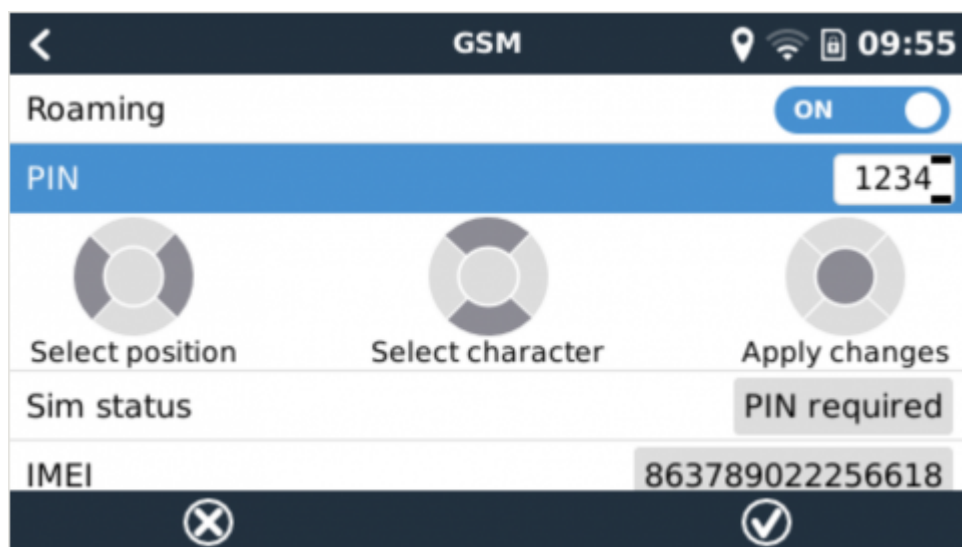 GSM 09:55
Roaming ON
PIN 1234
Select position Select character Apply changes
Sim status PIN required
IMEI 863789022256618